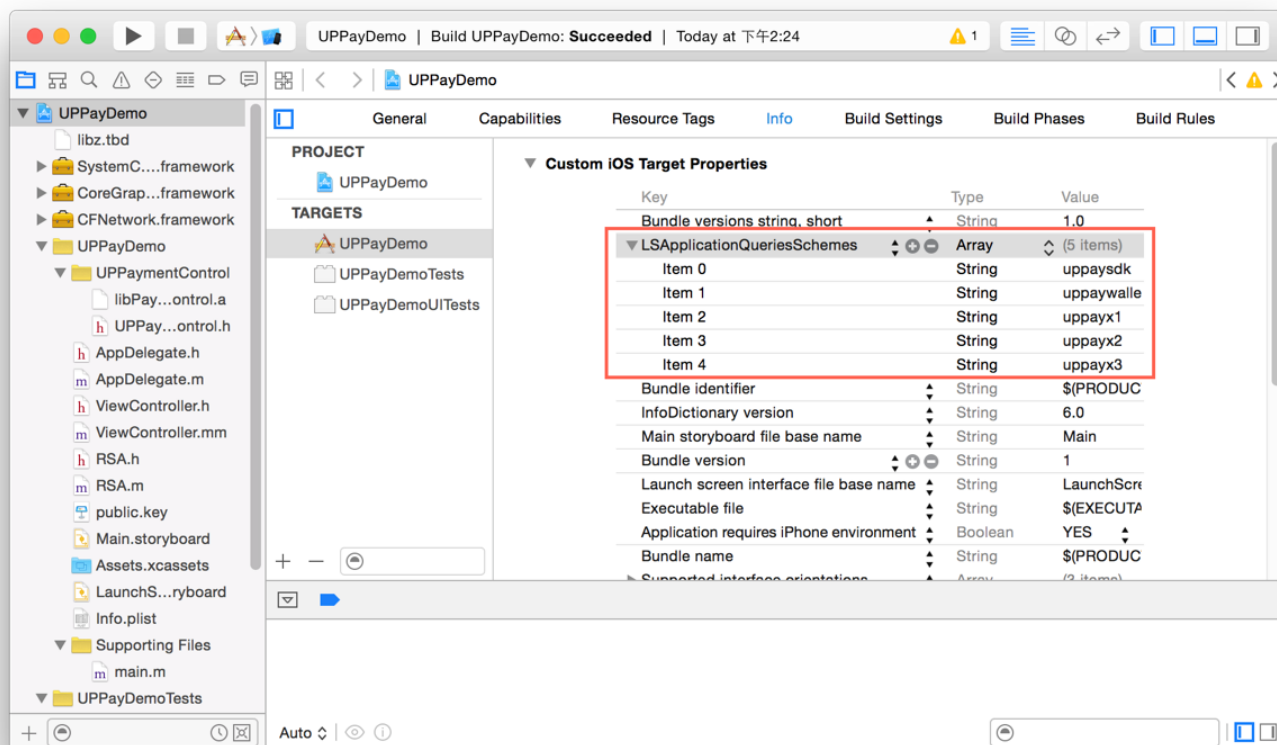 UPPayDemo | Build UPPayDemo: Succeeded | Today at 下午2:24
1
UPPayDemo
UPPayDemo
libz.tbd
SystemC....framework
CoreGrap...framework
CFNetwork.framework
UPPayDemo
UPPaymentControl
libPay...ontrol.a
h UPPay...ontrol.h
h AppDelegate.h
m AppDelegate.m
h ViewController.h
m ViewController.mm
h RSA.h
m RSA.m
public.key
Main.storyboard
Assets.xcassets
LaunchS...ryboard
Info.plist
Supporting Files
m main.m
UPPayDemoTests
General Capabilities Resource Tags Info Build Settings Build Phases Build Rules
PROJECT
UPPayDemo
TARGETS
UPPayDemo
UPPayDemoTests
UPPayDemoUITests
Custom iOS Target Properties
Key Type Value
Bundle versions string, short String 1.0
LSApplicationQueriesSchemes Array (5 items)
Item 0 String uppaysdk
Item 1 String uppaywalle
Item 2 String uppayx1
Item 3 String uppayx2
Item 4 String uppayx3
Bundle identifier String $(PRODUC
InfoDictionary version String 6.0
Main storyboard file base name String Main
Bundle version String 1
Launch screen interface file base name String LaunchScre
Executable file String $(EXECUTA
Application requires iPhone environment Boolean YES
Bundle name String $(PRODUC
Supported interface orientations Array (3 items)
Auto